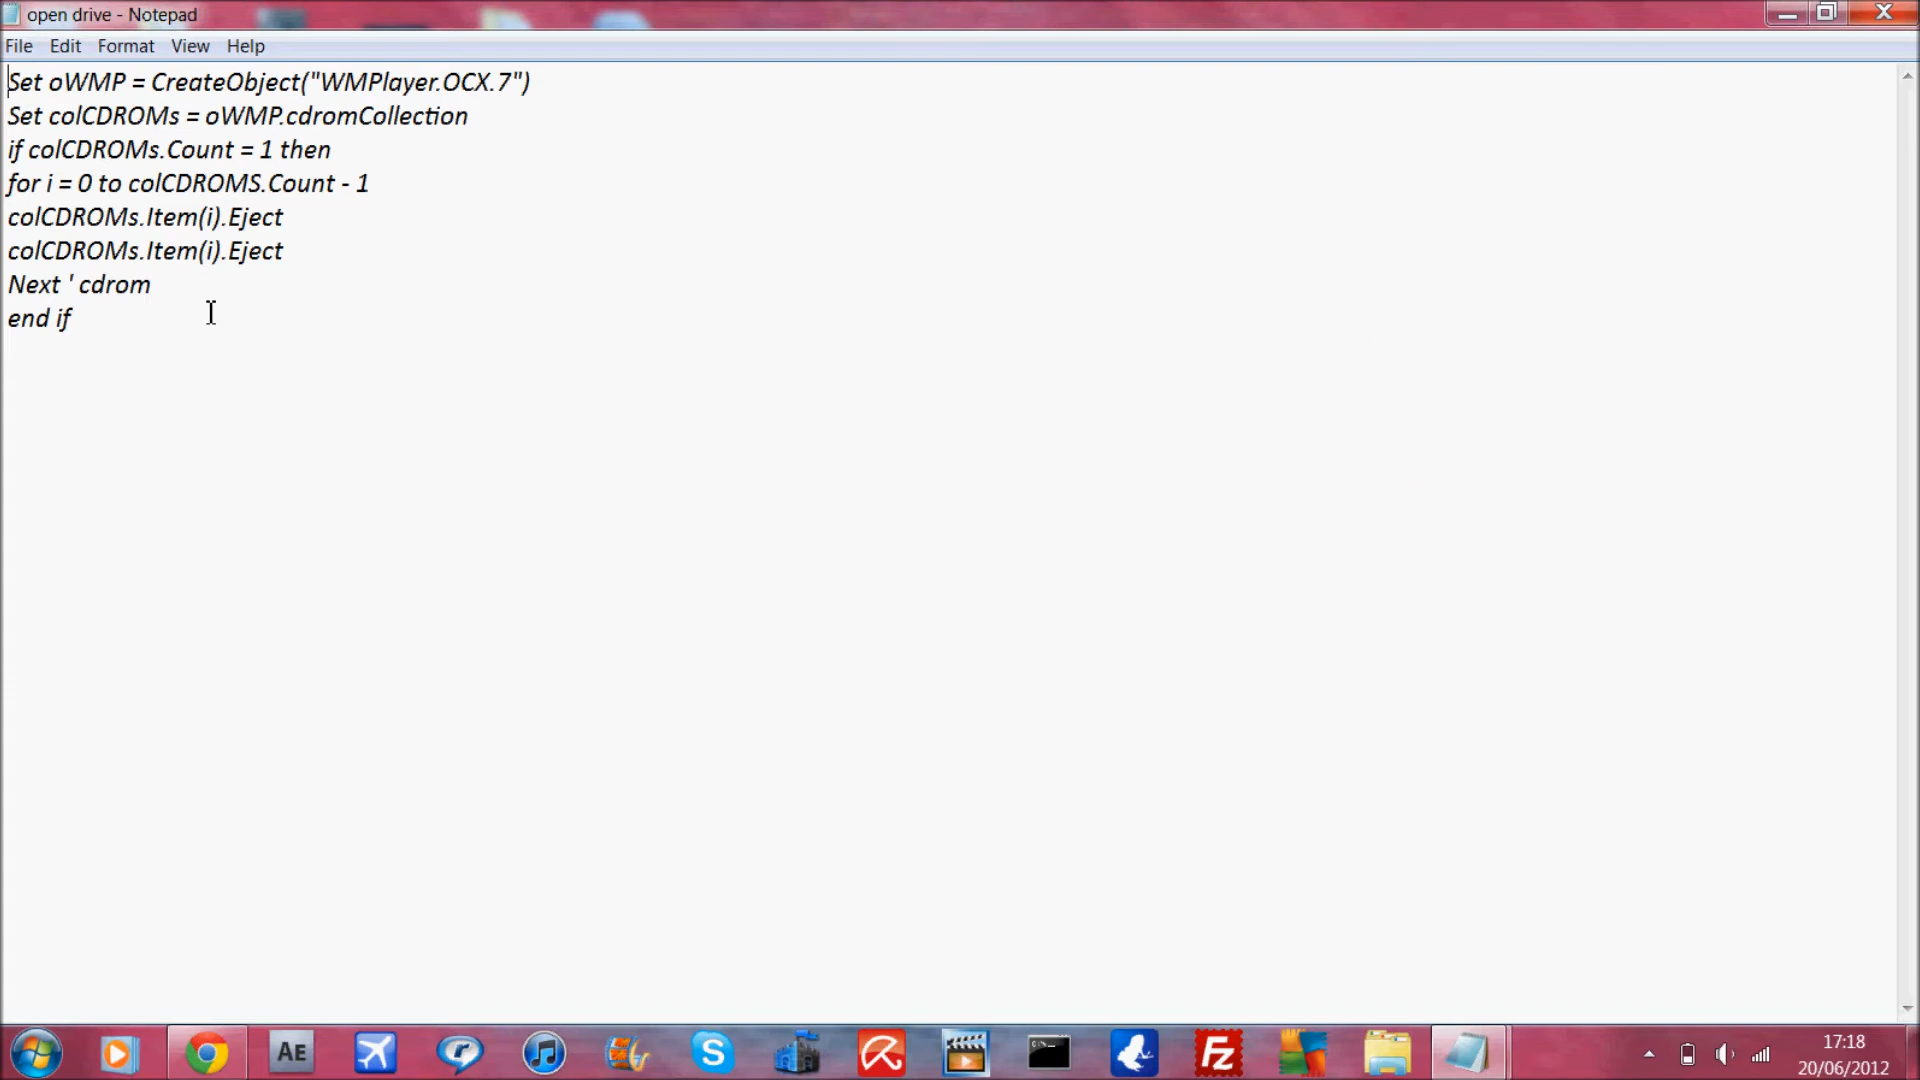 open drive - Notepad
File Edit Format View Help
Set oWMP = CreateObject("WMPlayer.OCX.7")
Set colCDROMs = oWMP.cdromCollection
if colCDROMs.Count = 1 then
for i = 0 to colCDROMS.Count - 1
colCDROMs.Item(i).Eject
colCDROMs.Item(i).Eject
Next ' cdrom
end if
AE
S
C:\_
Fz
17:18
20/06/2012